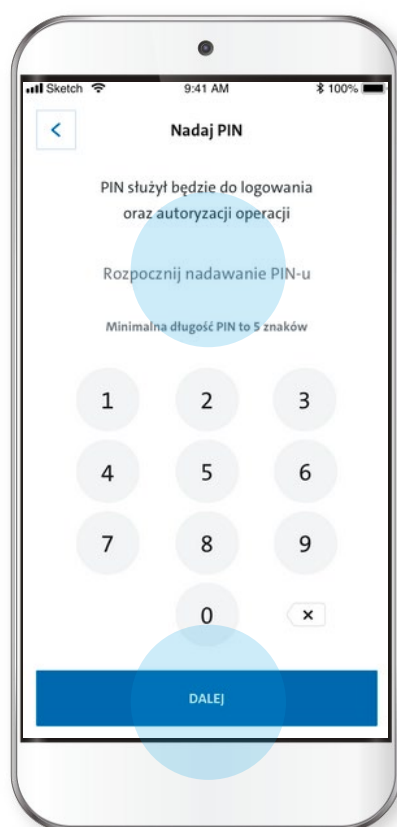 Sketch 9:41 AM 100%
Nadaj PIN
PIN służył będzie do logowania
oraz autoryzacji operacji
Rozpocznij nadawanie PIN-u
Minimalna długość PIN to 5 znaków
1 2 3
4 5 6
7 8 9
0
DALEJ